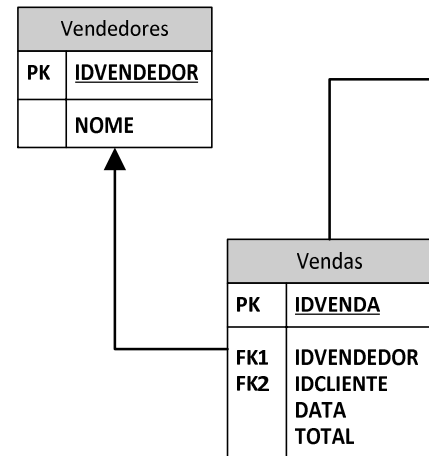 Vendedores
PK IDVENDEDOR
NOME
Vendas
PK IDVENDA
FK1 IDVENDEDOR
FK2 IDCLIENTE
DATA
TOTAL